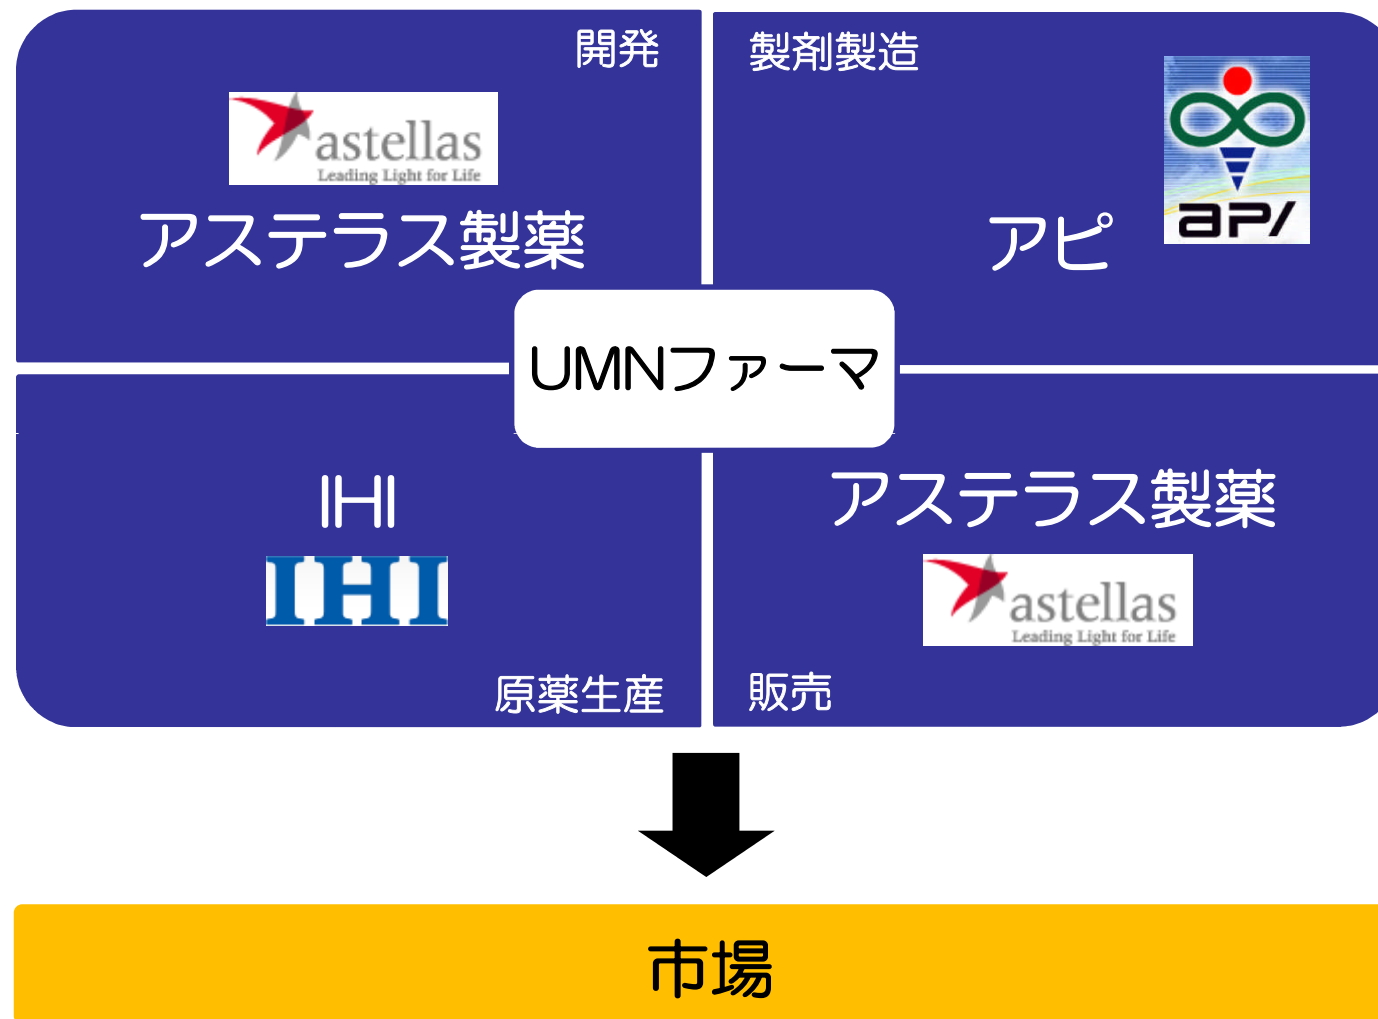 開発
astellas
Leading Light for Life
アステラス製薬
製剤製造
aPI
アピ
UMNファーマ
IHI
IHI
原薬生産
アステラス製薬
astellas
Leading Light for Life
販売
市場